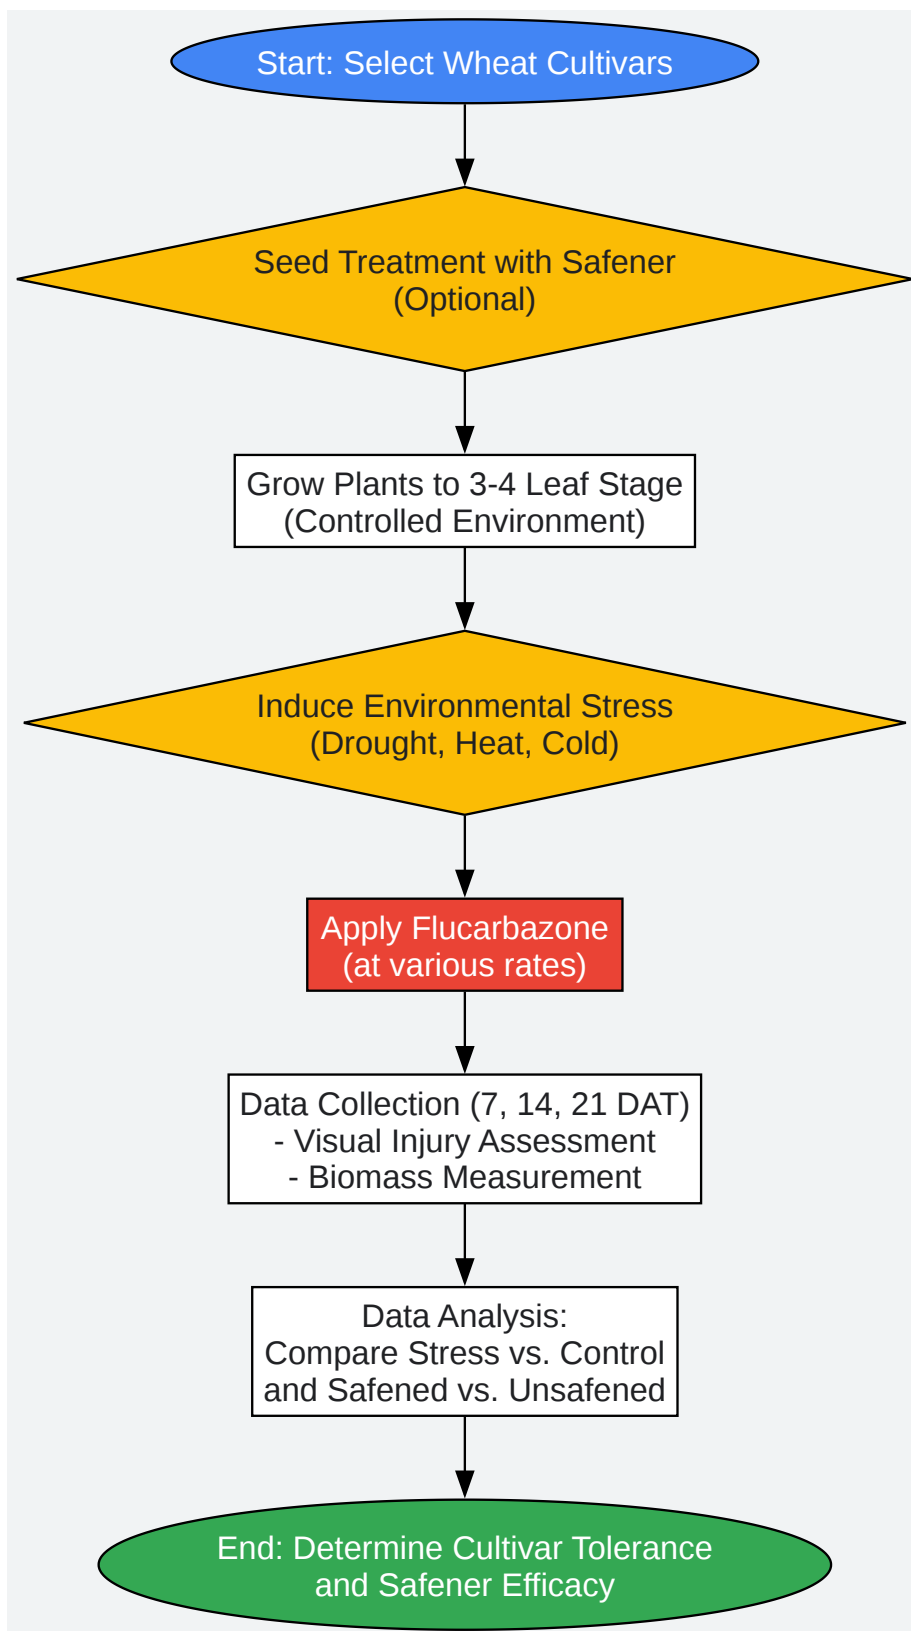 Start: Select Wheat Cultivars
Seed Treatment with Safener
(Optional)
Grow Plants to 3-4 Leaf Stage
(Controlled Environment)
Induce Environmental Stress
(Drought, Heat, Cold)
Apply Flucarbazone
(at various rates)
Data Collection (7, 14, 21 DAT)
- Visual Injury Assessment
- Biomass Measurement
Data Analysis:
Compare Stress vs. Control
and Safened vs. Unsafened
End: Determine Cultivar Tolerance
and Safener Efficacy